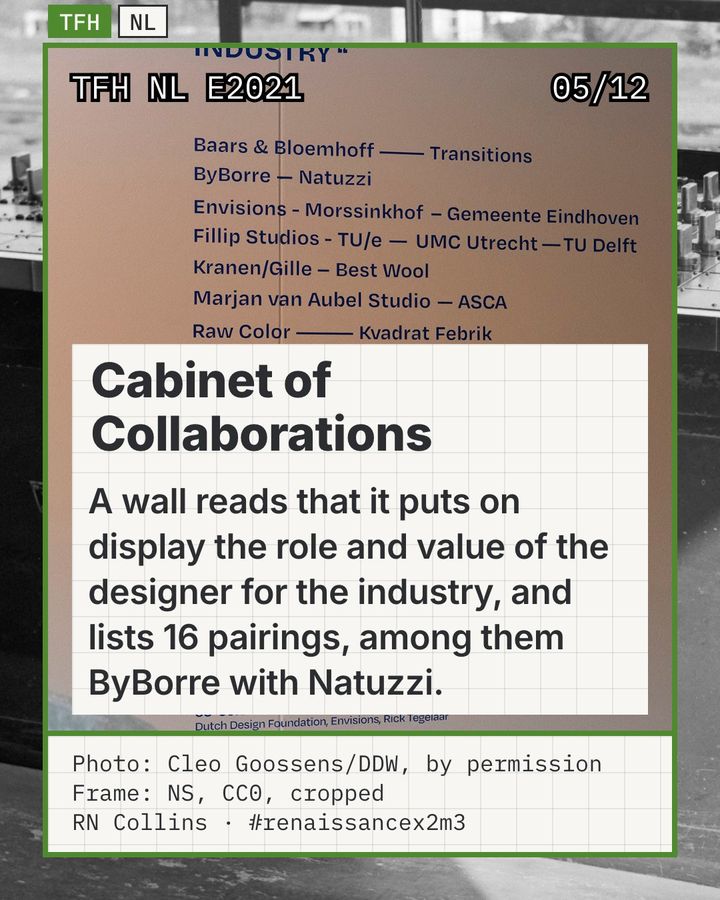 TFH NL
INDUSTRY "
TFH NL E2021 05/12
Baars & Bloemhoff —— Transitions
ByBorre — Natuzzi
Envisions - Morssinkhof – Gemeente Eindhoven
Fillip Studios - TU/e — UMC Utrecht — TU Delft
Kranen/Gille – Best Wool
Marjan van Aubel Studio — ASCA
Raw Color ——— Kvadrat Febrik
Cabinet of
Collaborations
A wall reads that it puts on
display the role and value of the
designer for the industry, and
lists 16 pairings, among them
ByBorre with Natuzzi.
Dutch Design Foundation, Envisions, Rick Tegelaar
Photo: Cleo Goossens/DDW, by permission
Frame: NS, CC0, cropped
RN Collins · #renaissancex2m3